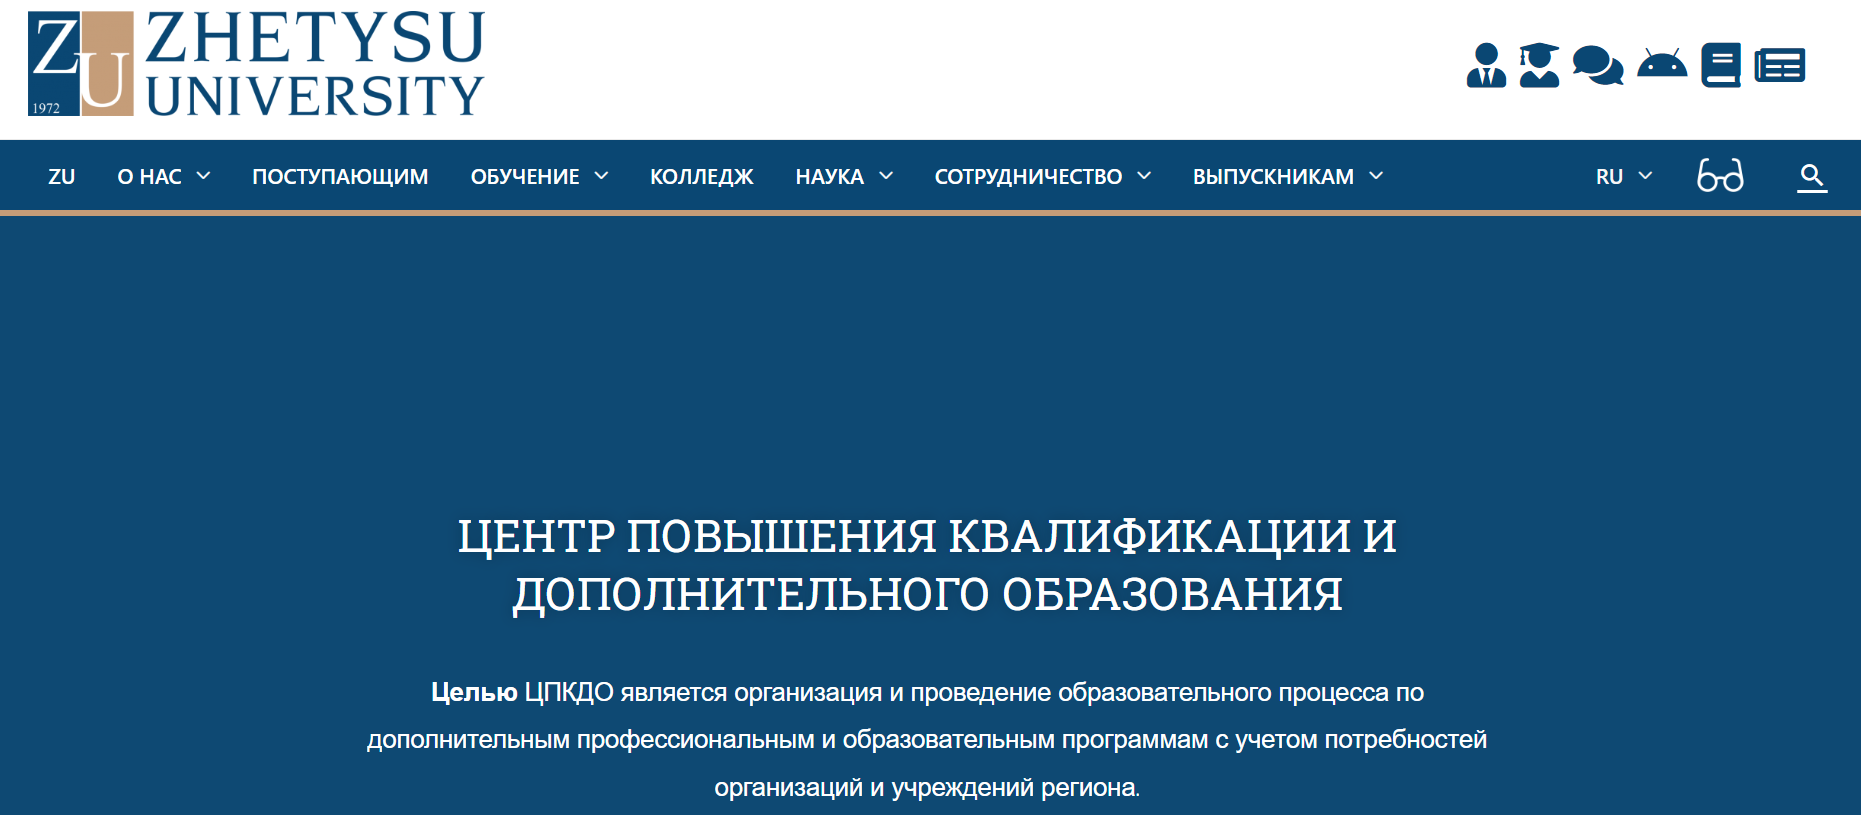 ZU
1972
ZHETYSU
UNIVERSITY
ZU О НАС ПОСТУПАЮЩИМ ОБУЧЕНИЕ КОЛЛЕДЖ НАУКА СОТРУДНИЧЕСТВО ВЫПУСКНИКАМ RU
ЦЕНТР ПОВЫШЕНИЯ КВАЛИФИКАЦИИ И
ДОПОЛНИТЕЛЬНОГО ОБРАЗОВАНИЯ
Целью ЦПКДО является организация и проведение образовательного процесса по
дополнительным профессиональным и образовательным программам с учетом потребностей
организаций и учреждений региона.